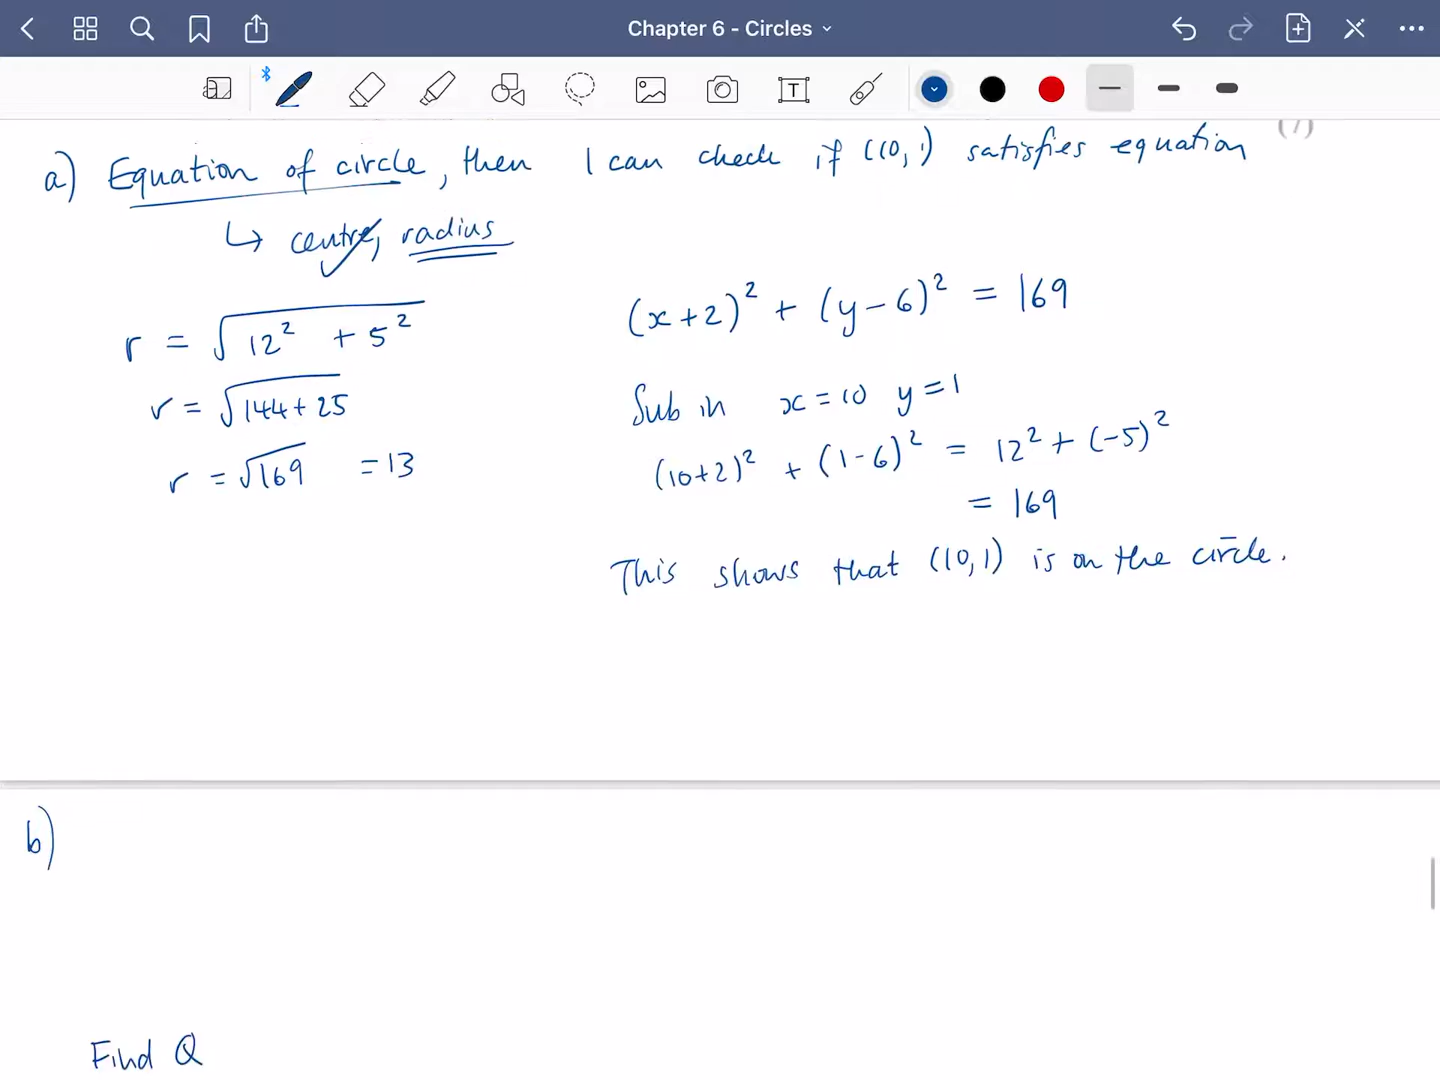 Chapter 6 - Circles
(7)
a) Equation of circle, then I can check if (10, 1) satisfies equation
↳ centre, radius
r = √(12² + 5²)
r = √(144+25)
r = √169 = 13
(x+2)² + (y-6)² = 169
Sub in x = 10 y = 1
(10+2)² + (1-6)² = 12² + (-5)²
= 169
This shows that (10,1) is on the circle.
b)
Find Q